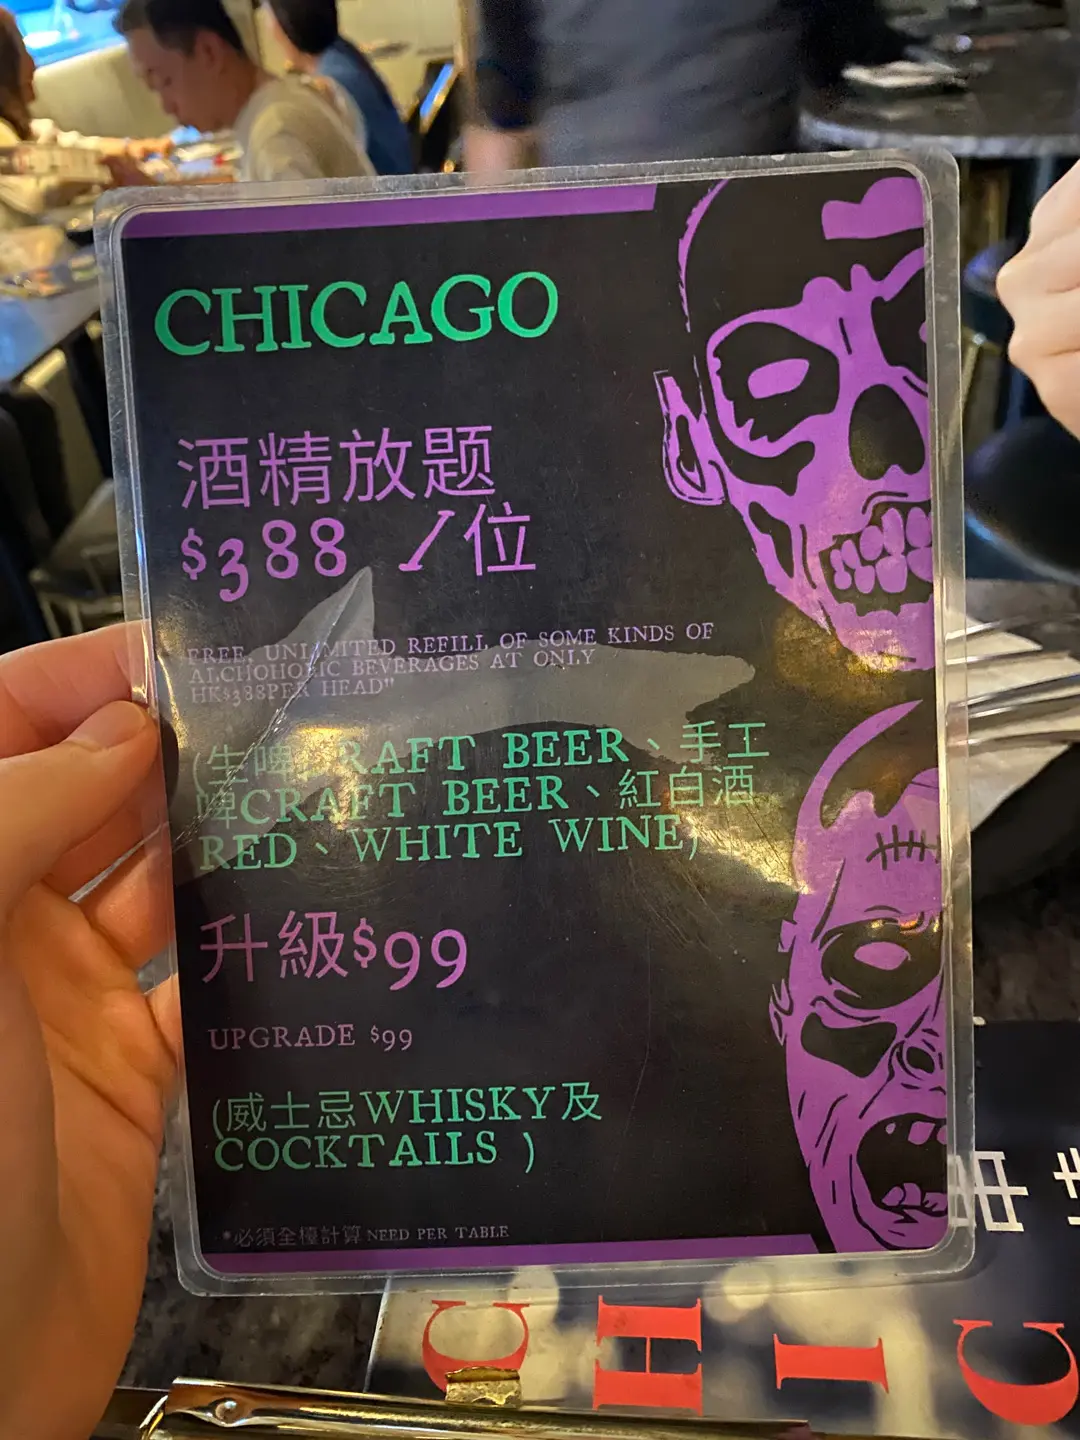 CHICAGO
酒精放题
$388 /位
FREE, UNLIMITED REFILL OF SOME KINDS OF
ALCHOHOLIC BEVERAGES AT ONLY
HK$388PER HEAD"
(生啤CRAFT BEER、手工
啤CRAFT BEER、紅白酒
RED、WHITE WINE)
升級$99
UPGRADE $99
(威士忌WHISKY及
COCKTAILS )
*必須全檯計算 NEED PER TABLE
CHIC